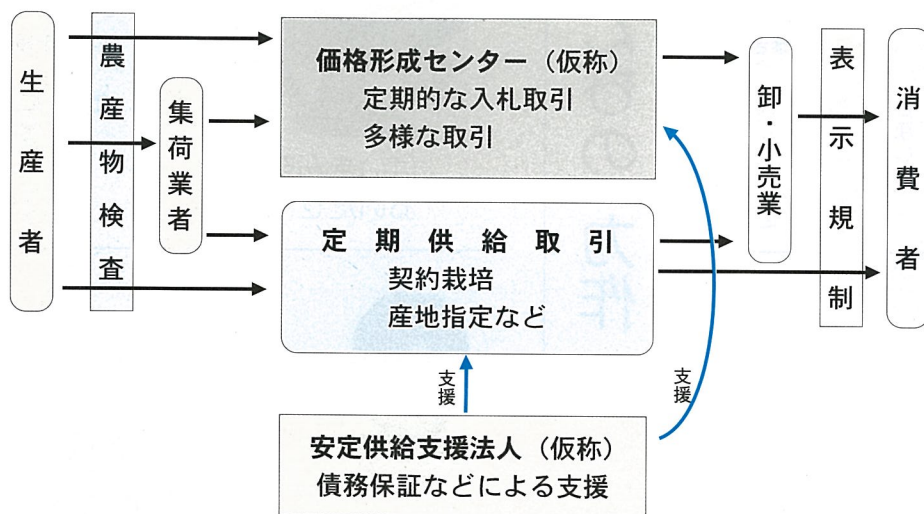 生産者
農産物検査
集荷業者
価格形成センター（仮称）
定期的な入札取引
多様な取引
定期供給取引
契約栽培
産地指定など
卸・小売業
表示規制
消費者
支援
支援
安定供給支援法人（仮称）
債務保証などによる支援